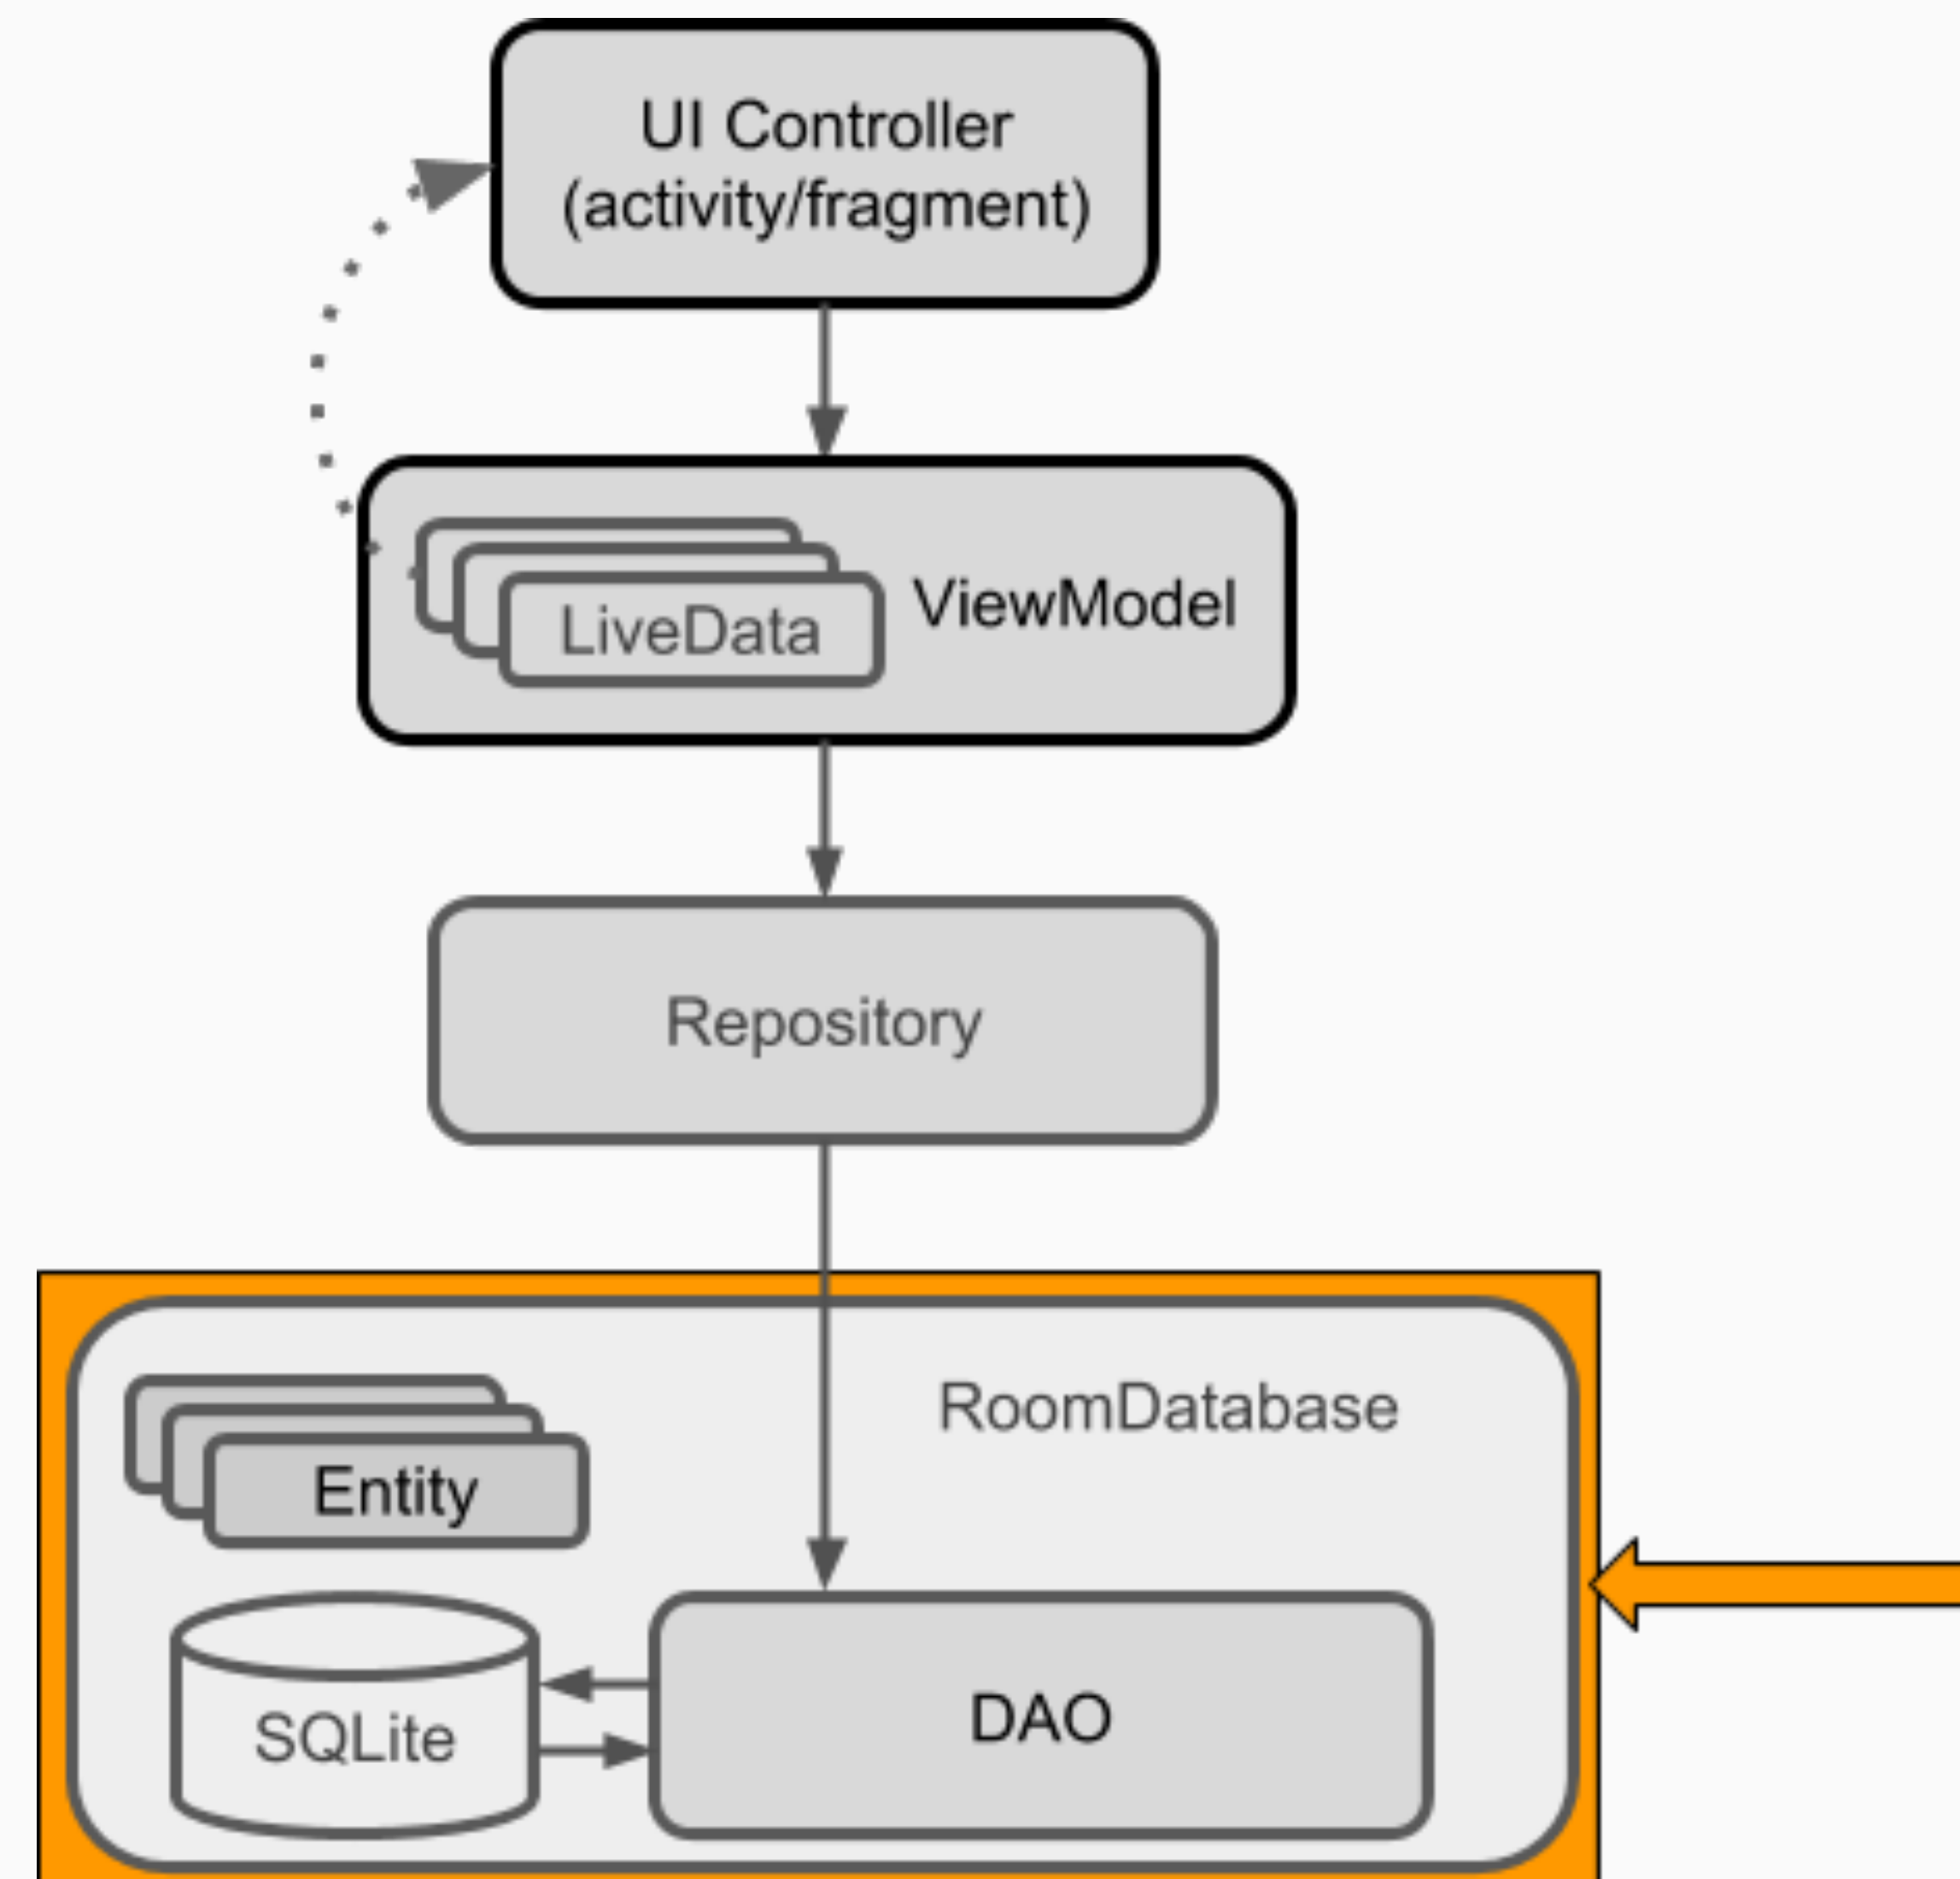 UI Controller
(activity/fragment)
LiveData
ViewModel
Repository
RoomDatabase
Entity
SQLite
DAO